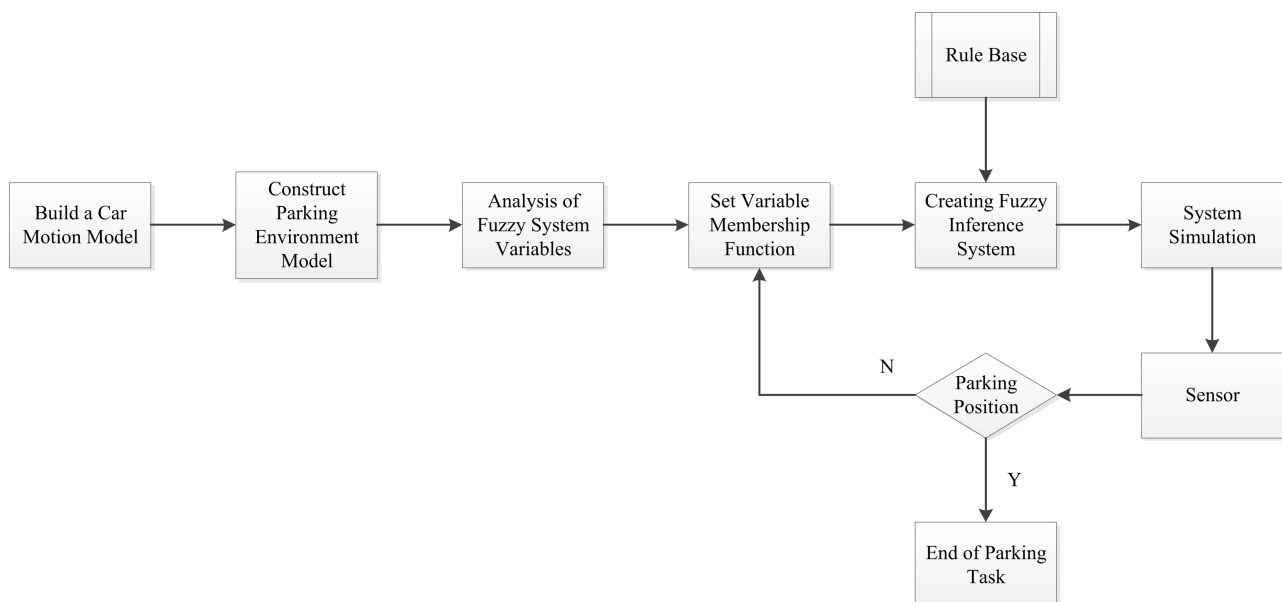 Rule Base
Build a Car
Motion Model
Construct
Parking
Environment
Model
Analysis of
Fuzzy System
Variables
Set Variable
Membership
Function
Creating Fuzzy
Inference
System
System
Simulation
N
Parking
Position
Sensor
Y
End of Parking
Task